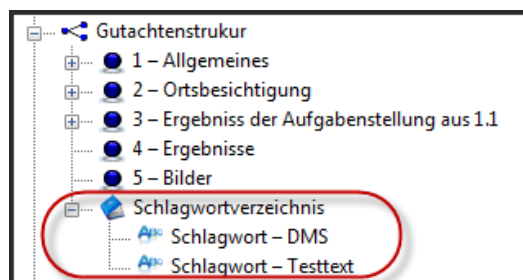 Gutachtenstrukur
1 – Allgemeines
2 – Ortsbesichtigung
3 – Ergebniss der Aufgabenstellung aus 1.1
4 – Ergebnisse
5 – Bilder
Schlagwortverzeichnis
Schlagwort – DMS
Schlagwort – Testtext